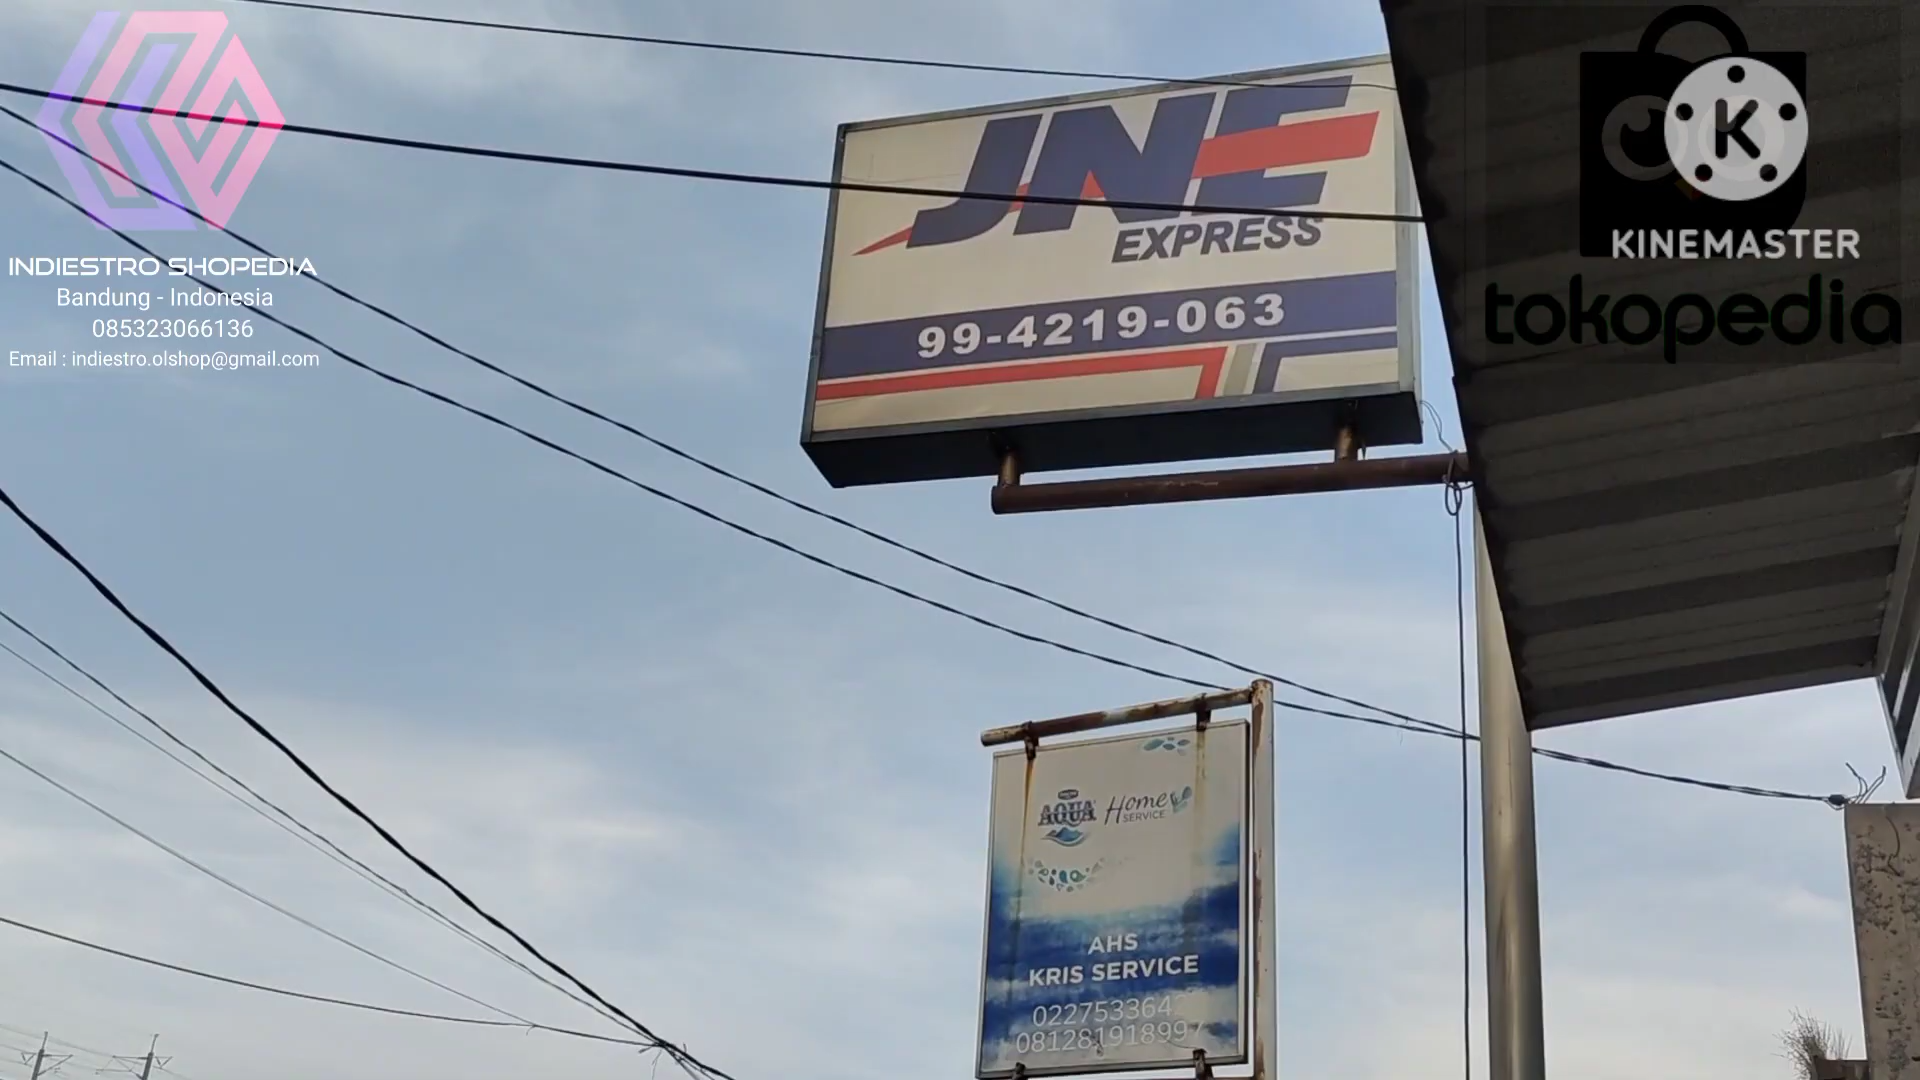 INDIESTRO SHOPEDIA
Bandung - Indonesia
085323066136
Email : indiestro.olshop@gmail.com
JNE
EXPRESS
99-4219-063
K
KINEMASTER
tokopedia
AQUA Home
SERVICE
AHS
KRIS SERVICE
081281918997